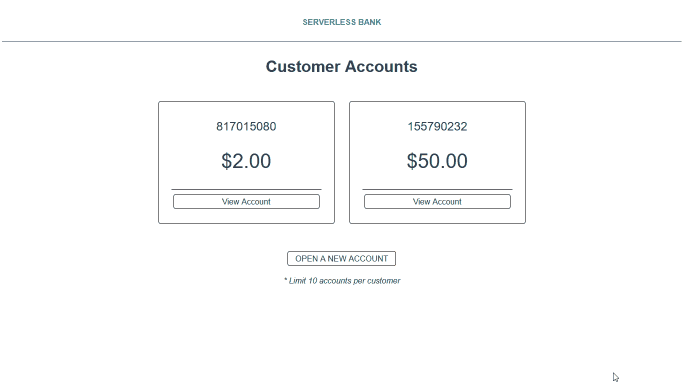 SERVERLESS BANK
Customer Accounts
817015080
$2.00
View Account
155790232
$50.00
View Account
OPEN A NEW ACCOUNT
* Limit 10 accounts per customer